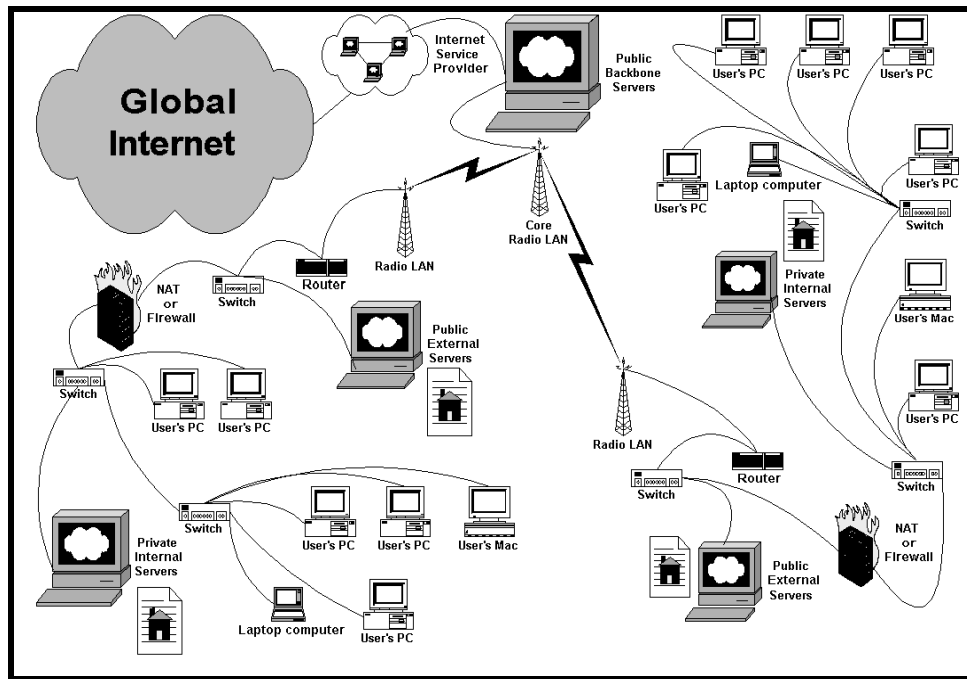 Global
Internet
Internet
Service
Provider
Public
Backbone
Servers
User's PC
User's PC
User's PC
User's PC
Laptop computer
User's PC
Switch
Core
Radio LAN
Radio LAN
Router
Switch
NAT
or
Firewall
Public
External
Servers
Private
Internal
Servers
User's Mac
Switch
User's PC
User's PC
User's PC
Radio LAN
Router
Switch
Switch
NAT
or
Firewall
Public
External
Servers
Switch
User's PC
User's PC
User's Mac
Private
Internal
Servers
Laptop computer
User's PC